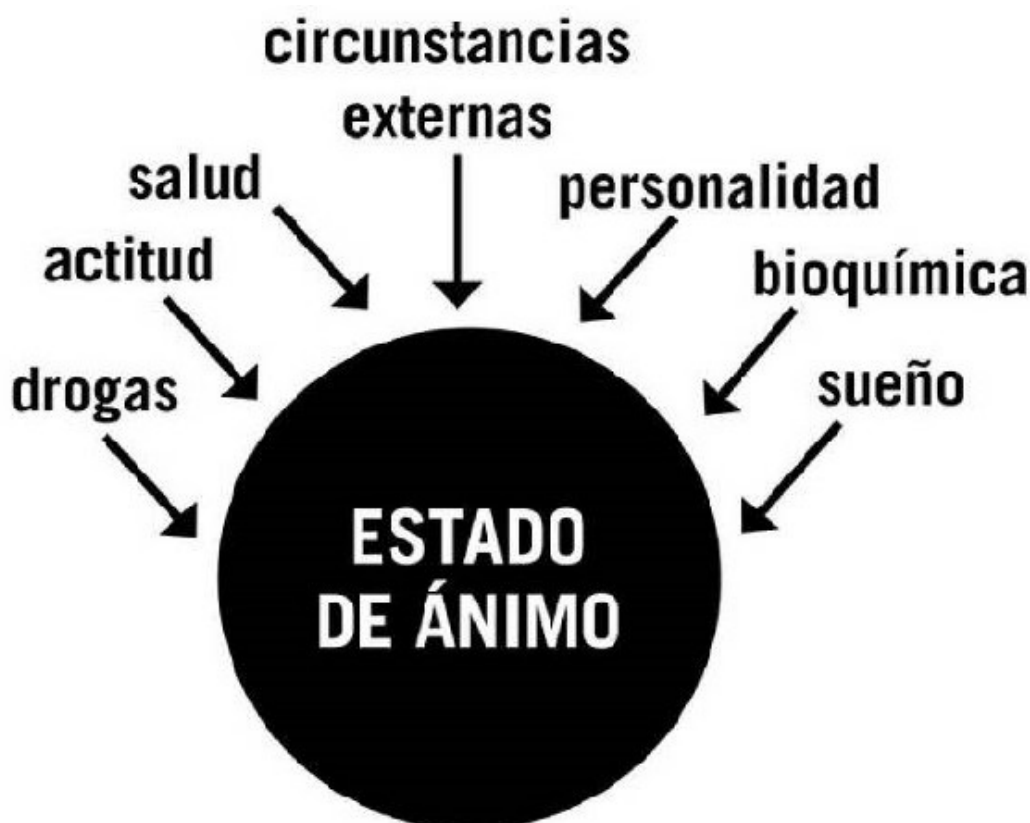 circunstancias
externas
salud
personalidad
actitud
bioquímica
drogas
sueño
ESTADO
DE ÁNIMO